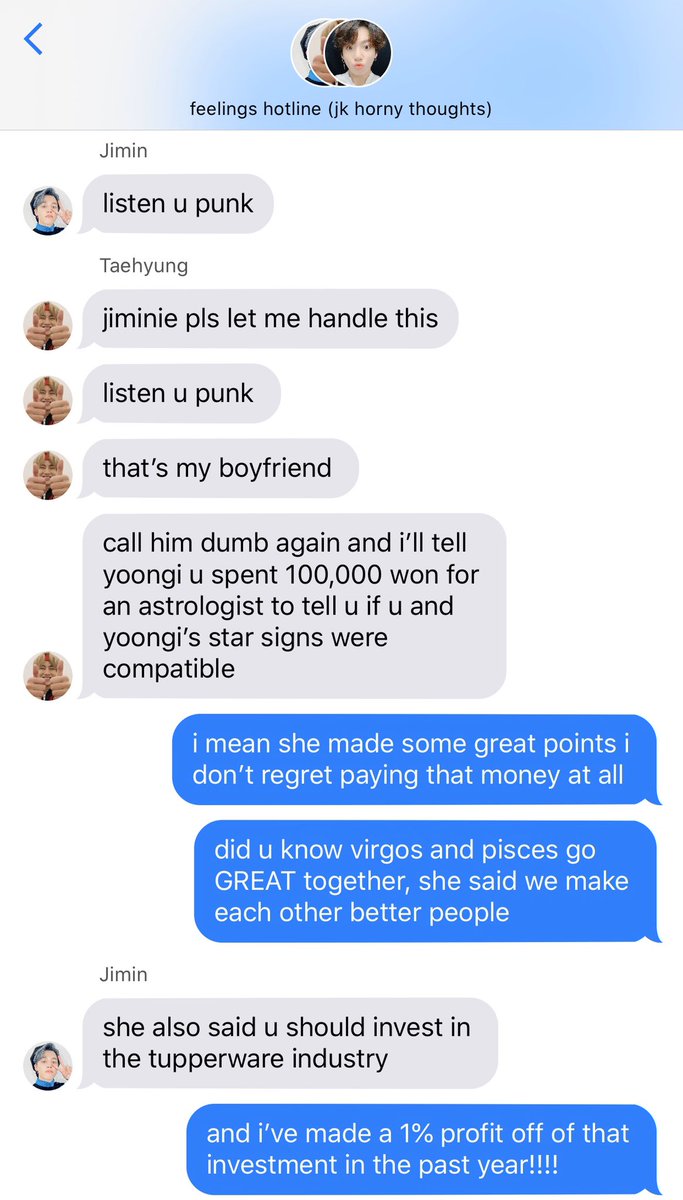 feelings hotline (jk horny thoughts)
Jimin
listen u punk
Taehyung
jiminie pls let me handle this
listen u punk
that’s my boyfriend
call him dumb again and i’ll tell
yoongi u spent 100,000 won for
an astrologist to tell u if u and
yoongi’s star signs were
compatible
i mean she made some great points i
don’t regret paying that money at all
did u know virgos and pisces go
GREAT together, she said we make
each other better people
Jimin
she also said u should invest in
the tupperware industry
and i’ve made a 1% profit off of that
investment in the past year!!!!